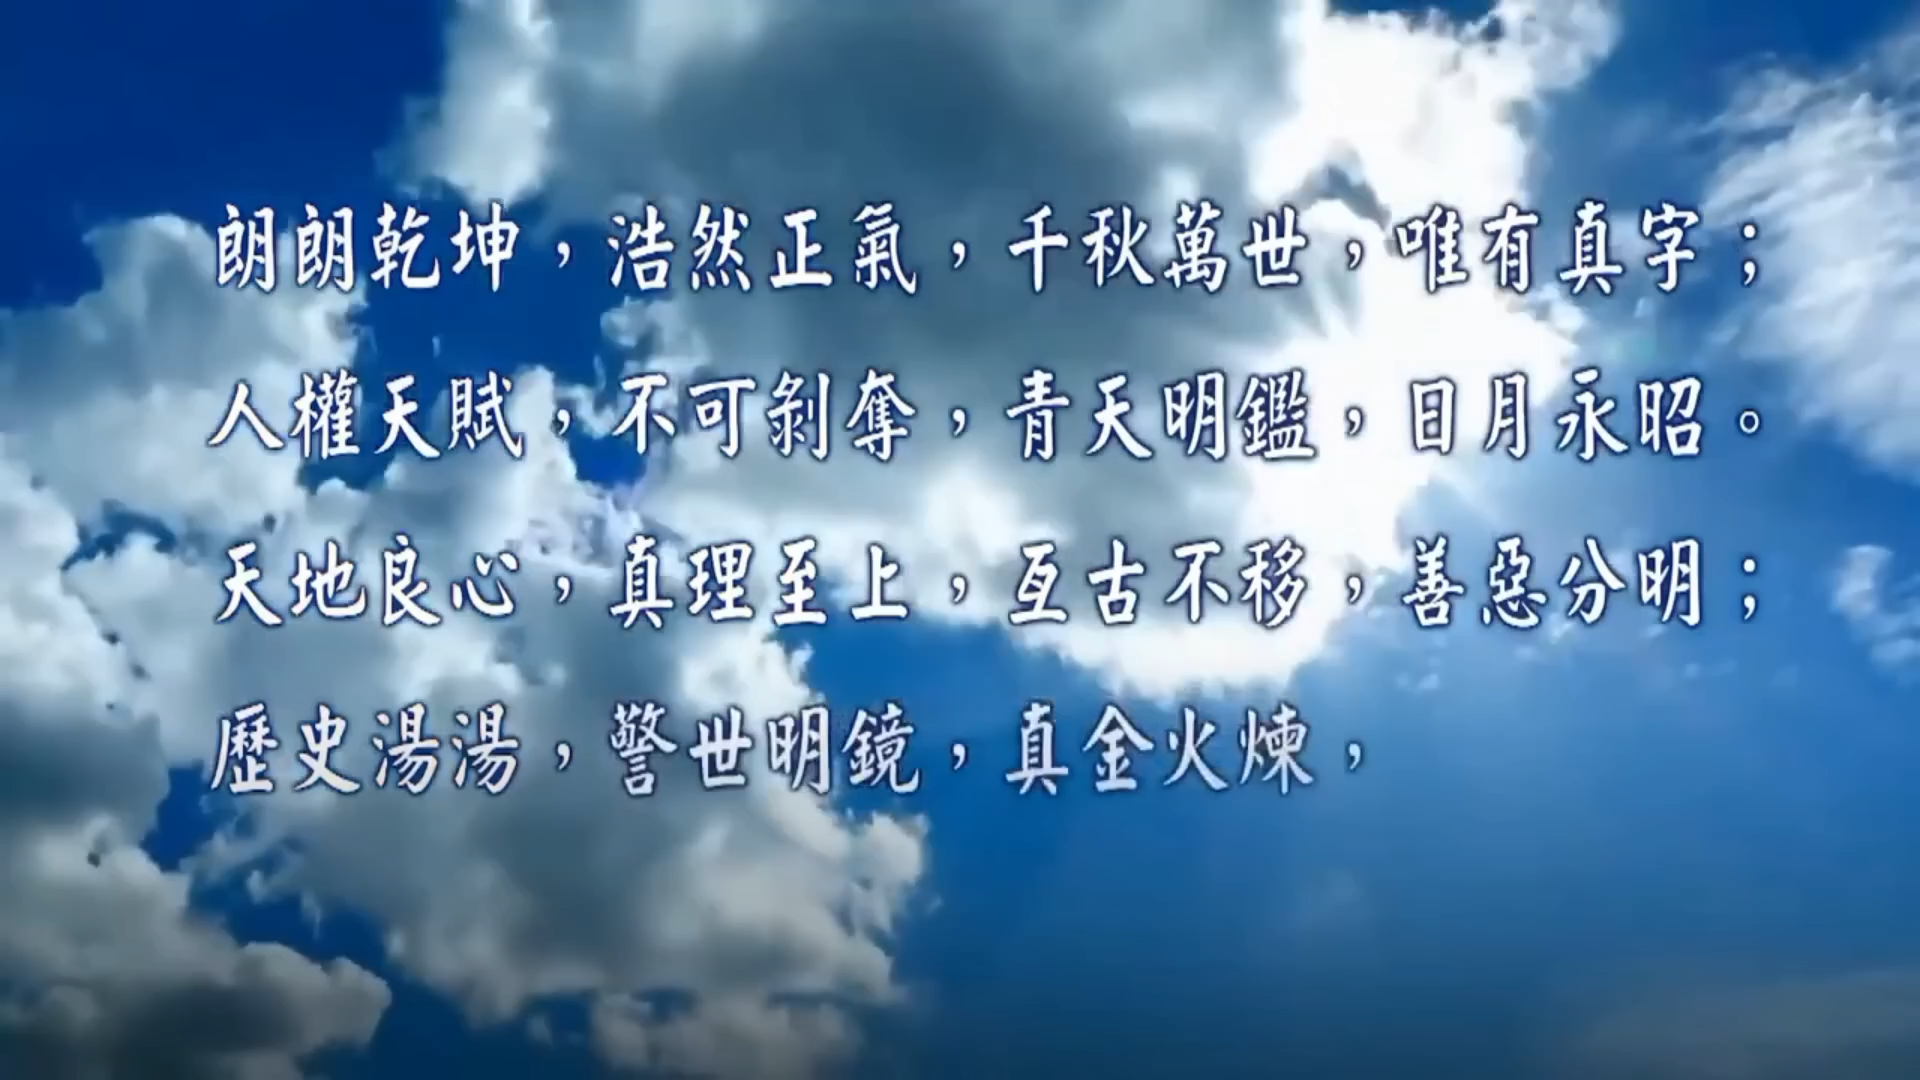 朗朗乾坤，浩然正氣，千秋萬世，唯有真字；
人權天賦，不可剝奪，青天明鑑，日月永昭。
天地良心，真理至上，亙古不移，善惡分明；
歷史湯湯，警世明鏡，真金火煉，